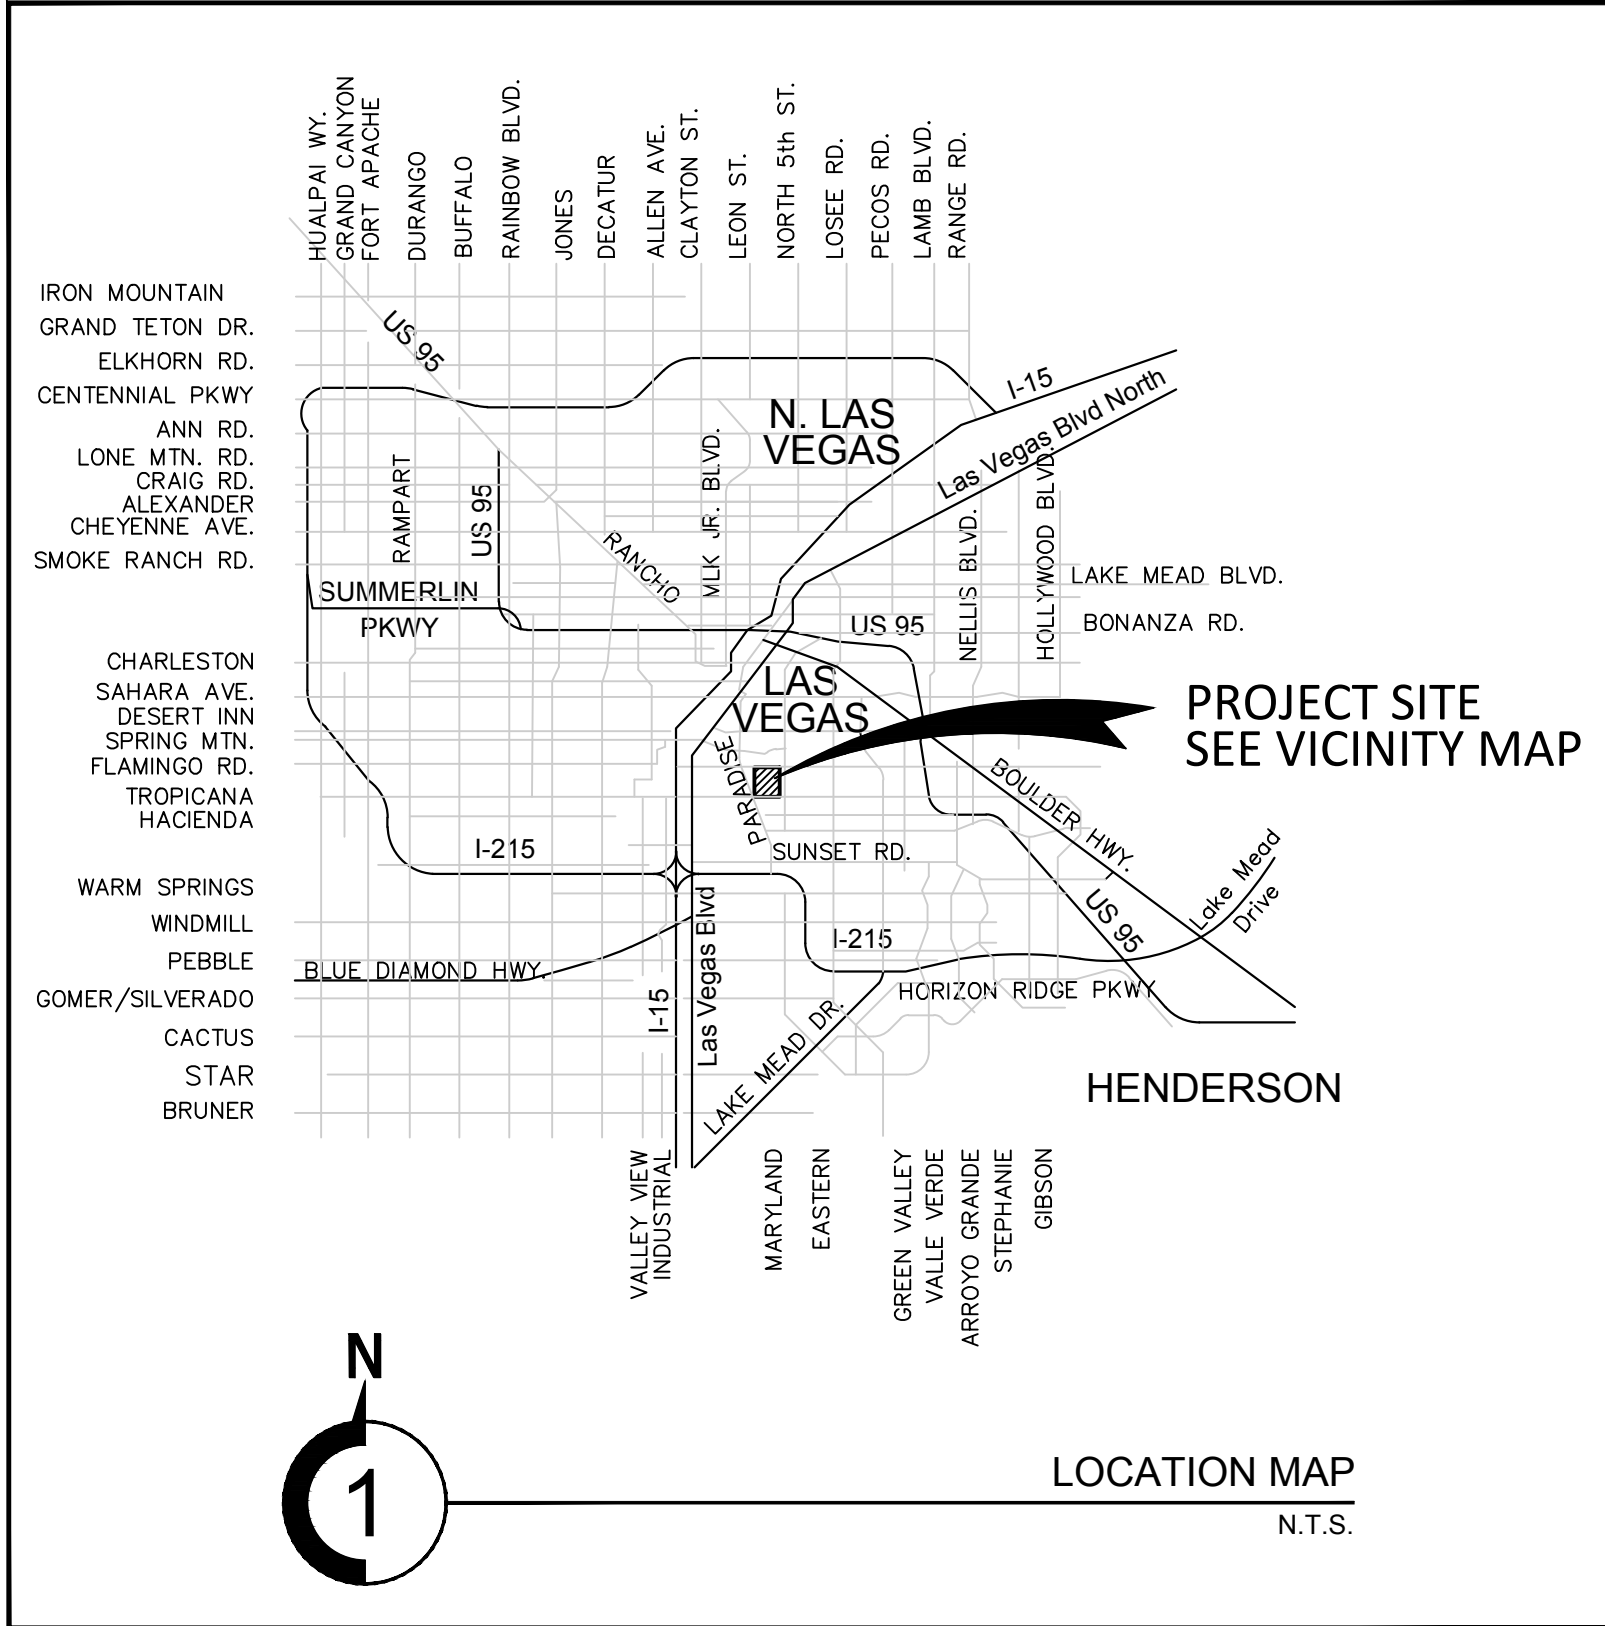 HUALPAI WY.
GRAND CANYON
FORT APACHE
DURANGO
BUFFALO
RAINBOW BLVD.
JONES
DECATUR
ALLEN AVE.
CLAYTON ST.
LEON ST.
NORTH 5th ST.
LOSEE RD.
PECOS RD.
LAMB BLVD.
RANGE RD.
IRON MOUNTAIN
GRAND TETON DR.
ELKHORN RD.
CENTENNIAL PKWY
ANN RD.
LONE MTN. RD.
CRAIG RD.
ALEXANDER
CHEYENNE AVE.
SMOKE RANCH RD.
CHARLESTON
SAHARA AVE.
DESERT INN
SPRING MTN.
FLAMINGO RD.
TROPICANA
HACIENDA
WARM SPRINGS
WINDMILL
PEBBLE
GOMER/SILVERADO
CACTUS
STAR
BRUNER
US 95
I-15
Las Vegas Blvd North
N. LAS
VEGAS
RAMPART
US 95
RANCHO
MLK JR. BLVD.
NELLIS BLVD.
HOLLYWOOD BLVD.
LAKE MEAD BLVD.
BONANZA RD.
SUMMERLIN
PKWY
US 95
LAS
VEGAS
PROJECT SITE
SEE VICINITY MAP
PARADISE
BOULDER HWY.
SUNSET RD.
I-215
Lake Mead
Drive
US 95
I-215
BLUE DIAMOND HWY.
HORIZON RIDGE PKWY
I-15
Las Vegas Blvd
LAKE MEAD DR.
HENDERSON
VALLEY VIEW
INDUSTRIAL
MARYLAND
EASTERN
GREEN VALLEY
VALLE VERDE
ARROYO GRANDE
STEPHANIE
GIBSON
N
1
LOCATION MAP
N.T.S.